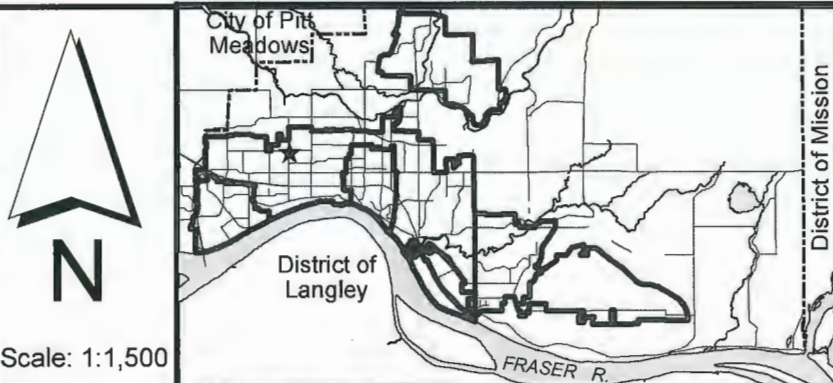 City of Pitt
Meadows
District of Mission
District of
Langley
N
Scale: 1:1,500
FRASER R.